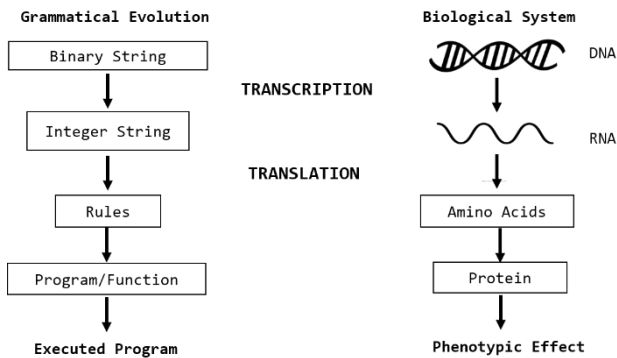 Grammatical Evolution
Biological System
Binary String
DNA
TRANSCRIPTION
Integer String
RNA
TRANSLATION
Rules
Amino Acids
Program/Function
Protein
Executed Program
Phenotypic Effect